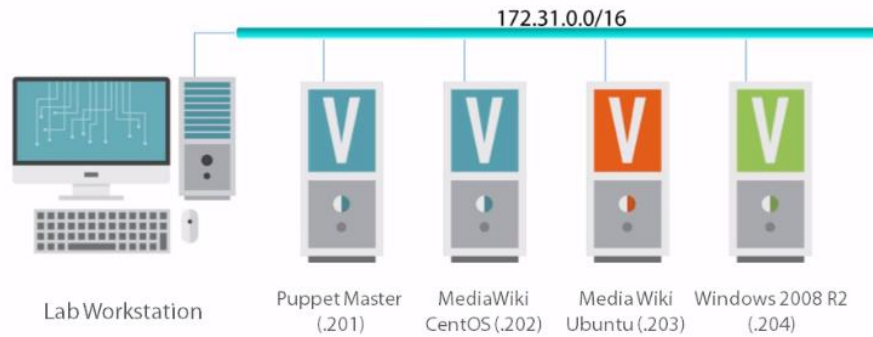 172.31.0.0/16
V
V
V
V
Lab Workstation
Puppet Master
(.201)
MediaWiki
CentOS (.202)
Media Wiki
Ubuntu (.203)
Windows 2008 R2
(.204)